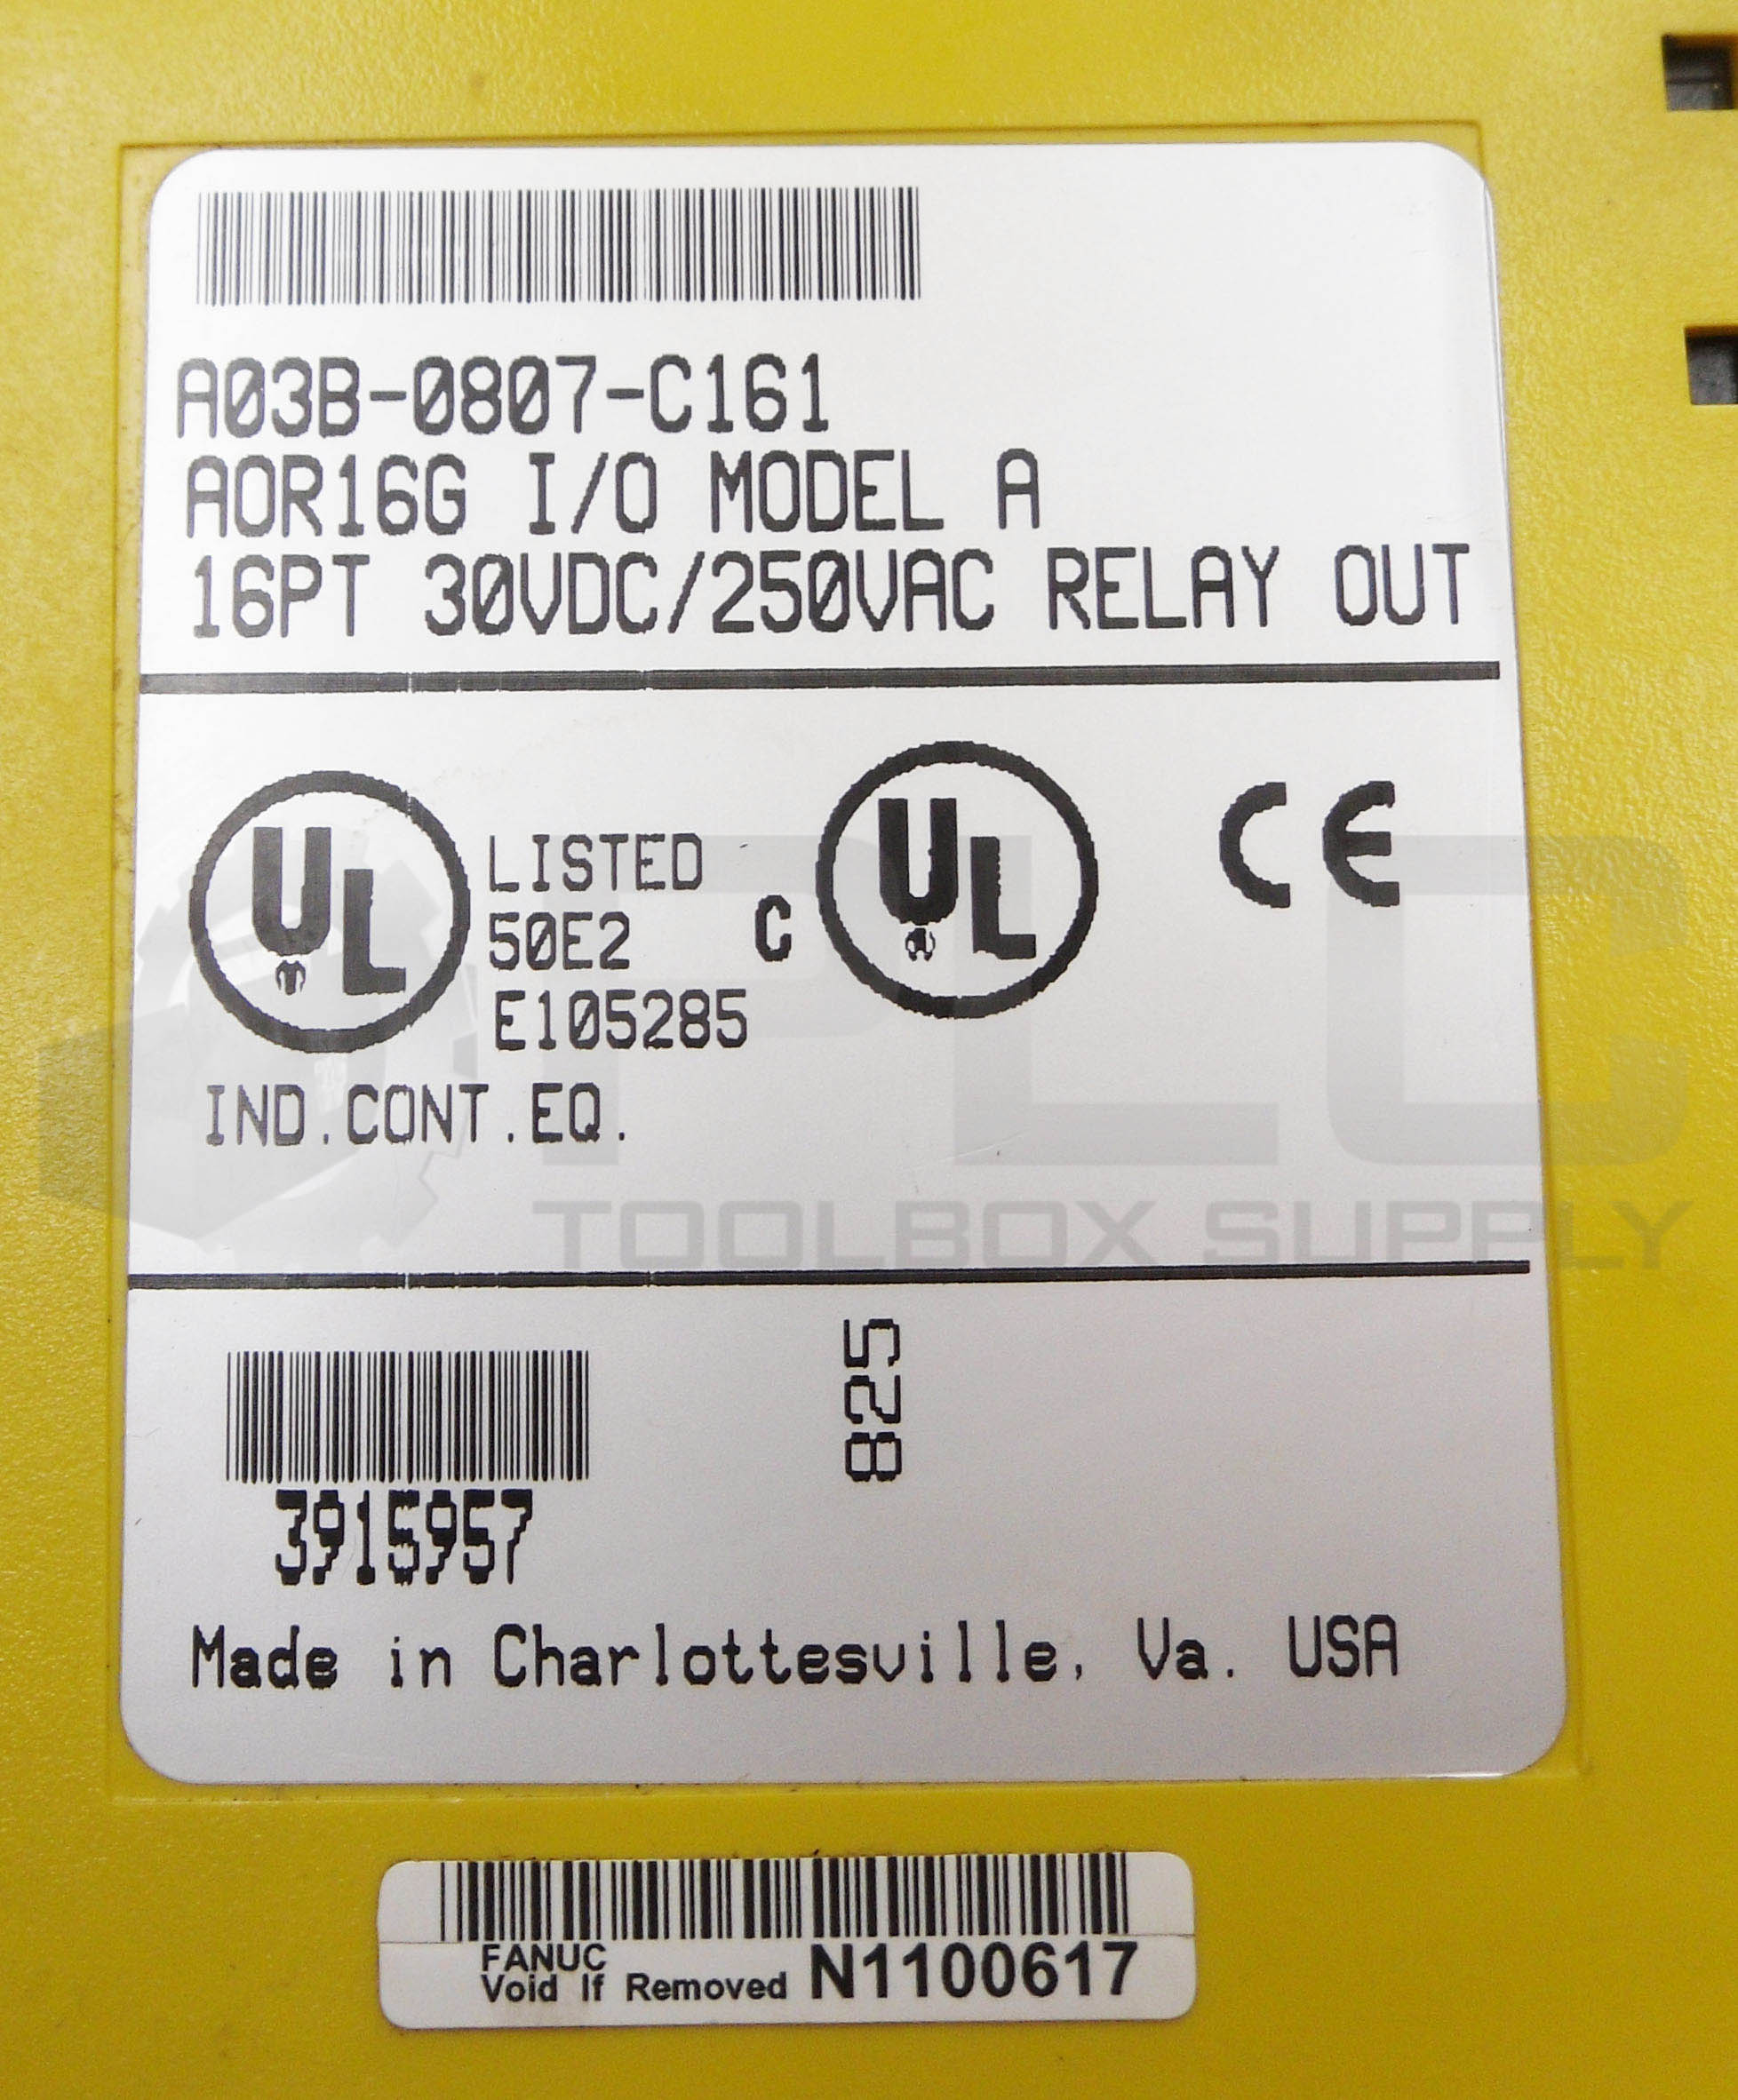 A03B-0807-C161
AOR16G I/O MODEL A
16PT 30VDC/250VAC RELAY OUT
UL
LISTED
50E2
E105285
C UL
CE
IND.CONT.EQ.
PLC
TOOLBOX SUPPLY
825
3915957
Made in Charlottesville, Va. USA
FANUC
Void If Removed N1100617